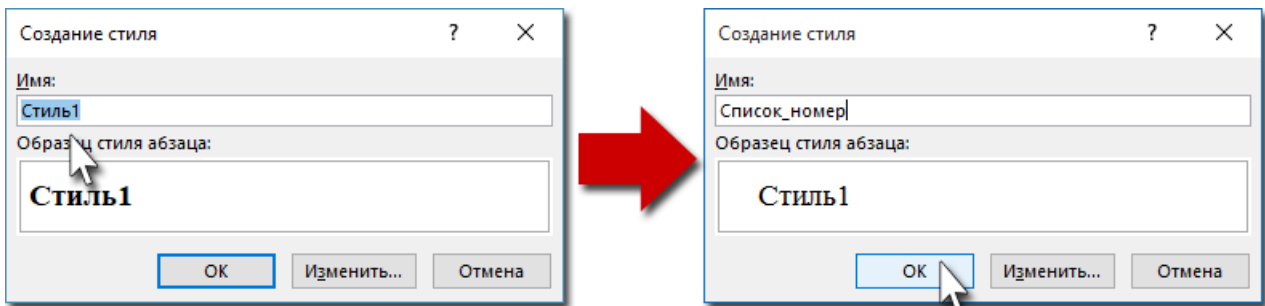 Создание стиля ?
Имя:
Стиль1
Образец стиля абзаца:
Стиль1
ОК Изменить... Отмена
Создание стиля ?
Имя:
Список_номер
Образец стиля абзаца:
Стиль1
ОК Изменить... Отмена